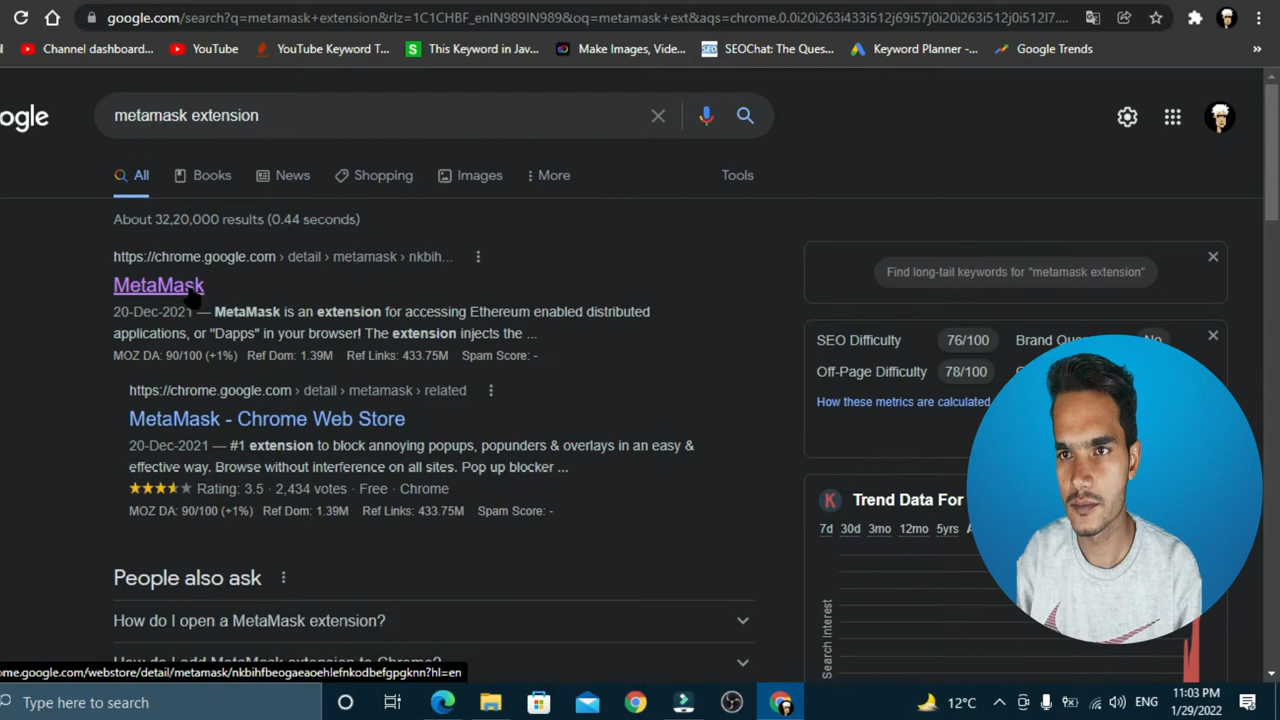 google.com/search?q=metamask+extension&rlz=1C1CHBF_enIN989IN989&oq=metamask+ext&aqs=chrome.0.0i20i263i433i512j69i57j0i20i263i512j0i512l7....
Channel dashboard... YouTube YouTube Keyword T... This Keyword in Jav... Make Images, Vide... SEOChat: The Ques... Keyword Planner -... Google Trends »
ogle metamask extension
All Books News Shopping Images More Tools
About 32,20,000 results (0.44 seconds)
https://chrome.google.com › detail › metamask › nkbih...
MetaMask
20-Dec-2021 — MetaMask is an extension for accessing Ethereum enabled distributed
applications, or "Dapps" in your browser! The extension injects the ...
MOZ DA: 90/100 (+1%) Ref Dom: 1.39M Ref Links: 433.75M Spam Score: -
https://chrome.google.com › detail › metamask › related
MetaMask - Chrome Web Store
20-Dec-2021 — #1 extension to block annoying popups, popunders & overlays in an easy &
effective way. Browse without interference on all sites. Pop up blocker ...
Rating: 3.5 · 2,434 votes · Free · Chrome
MOZ DA: 90/100 (+1%) Ref Dom: 1.39M Ref Links: 433.75M Spam Score: -
People also ask
How do I open a MetaMask extension?
How do I add MetaMask extension to Chrome?
Find long-tail keywords for "metamask extension"
SEO Difficulty 76/100 Brand No
Off-Page Difficulty 78/100
How these metrics are calculated
K Trend Data For
7d 30d 3mo 12mo 5yrs
Search Interest
ome.google.com/webstore/detail/metamask/nkbihfbeogaeaoehlefnkodbefgpgknn?hl=en
Type here to search 12°C ENG 11:03 PM
1/29/2022